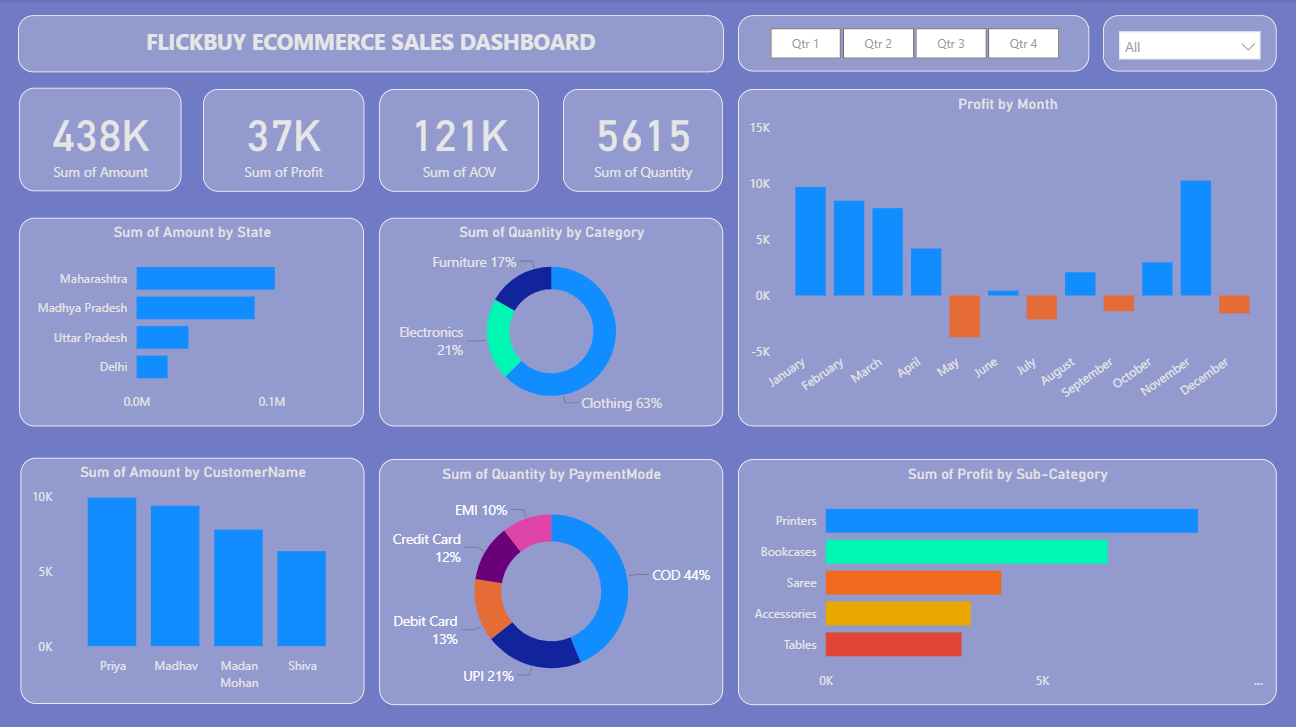 FLICKBUY ECOMMERCE SALES DASHBOARD
Qtr 1
Qtr 2
Qtr 3
Qtr 4
All
438K
Sum of Amount
37K
Sum of Profit
121K
Sum of AOV
5615
Sum of Quantity
Profit by Month
15K
10K
5K
0K
-5K
January
February
March
April
May
June
July
August
September
October
November
December
Sum of Amount by State
Maharashtra
Madhya Pradesh
Uttar Pradesh
Delhi
0.0M
0.1M
Sum of Quantity by Category
Furniture 17%
Electronics
21%
Clothing 63%
Sum of Amount by CustomerName
10K
5K
0K
Priya
Madhav
Madan
Mohan
Shiva
Sum of Quantity by PaymentMode
EMI 10%
Credit Card
12%
COD 44%
Debit Card
13%
UPI 21%
Sum of Profit by Sub-Category
Printers
Bookcases
Saree
Accessories
Tables
0K
5K
...